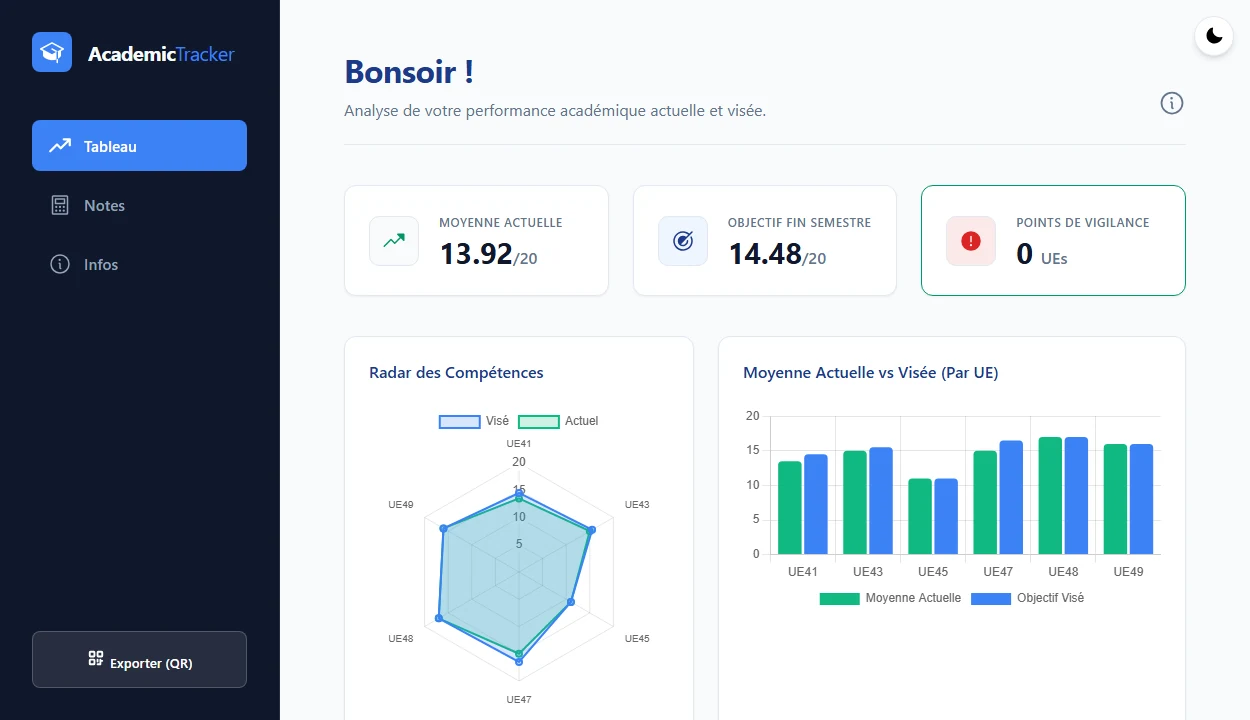 AcademicTracker
Tableau
Notes
Infos
Exporter (QR)
Bonsoir !
Analyse de votre performance académique actuelle et visée.
MOYENNE ACTUELLE
13.92/20
OBJECTIF FIN SEMESTRE
14.48/20
POINTS DE VIGILANCE
0 UEs
Radar des Compétences
Visé Actuel
UE41
20
15
10
5
UE49
UE43
UE48
UE45
UE47
Moyenne Actuelle vs Visée (Par UE)
20
15
10
5
0
UE41 UE43 UE45 UE47 UE48 UE49
Moyenne Actuelle Objectif Visé